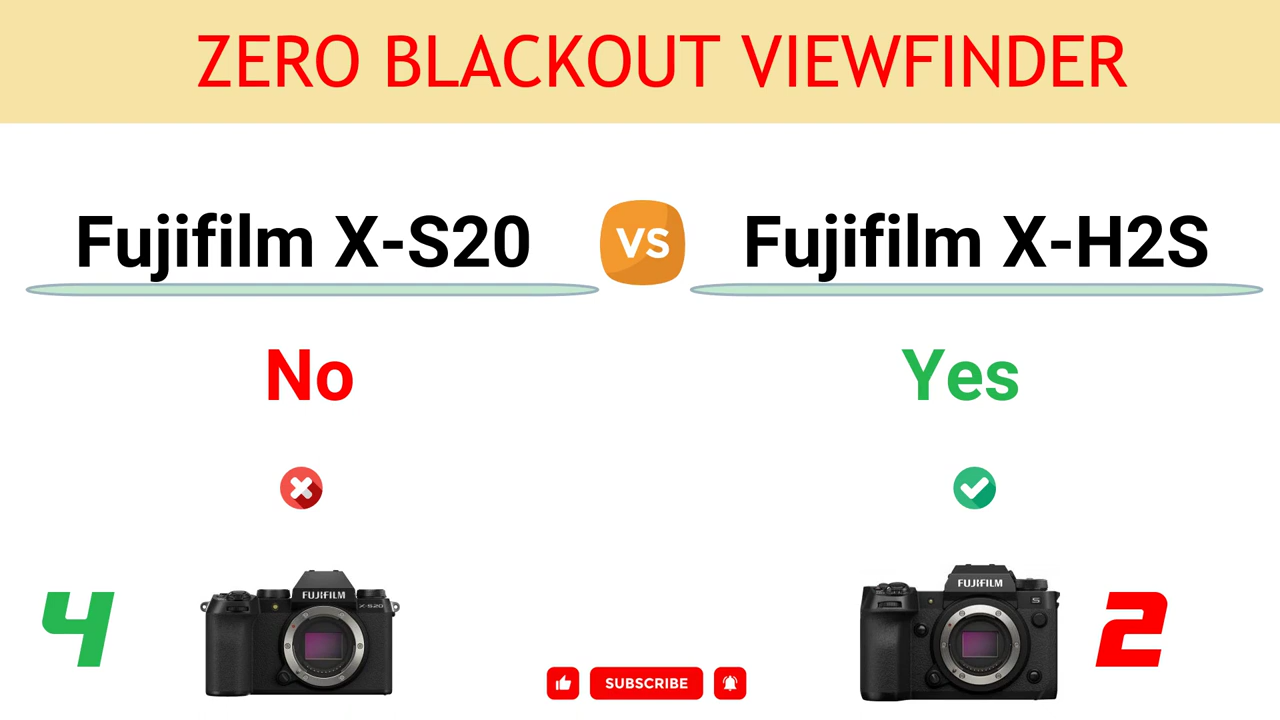 ZERO BLACKOUT VIEWFINDER
Fujifilm X-S20
VS
Fujifilm X-H2S
No
Yes
4
FUJIFILM
X-S20
FUJIFILM
S
2
SUBSCRIBE